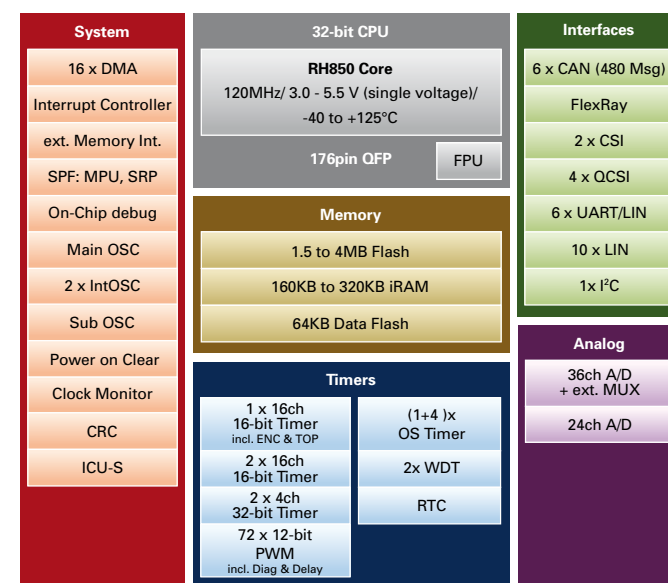 System
16 x DMA
Interrupt Controller
ext. Memory Int.
SPF: MPU, SRP
On-Chip debug
Main OSC
2 x IntOSC
Sub OSC
Power on Clear
Clock Monitor
CRC
ICU-S
32-bit CPU
RH850 Core
120MHz/ 3.0 - 5.5 V (single voltage)/
-40 to +125°C
176pin QFP
FPU
Memory
1.5 to 4MB Flash
160KB to 320KB iRAM
64KB Data Flash
Timers
1 x 16ch
16-bit Timer
incl. ENC & TOP
2 x 16ch
16-bit Timer
2 x 4ch
32-bit Timer
72 x 12-bit
PWM
incl. Diag & Delay
(1+4 )x
OS Timer
2x WDT
RTC
Interfaces
6 x CAN (480 Msg)
FlexRay
2 x CSI
4 x QCSI
6 x UART/LIN
10 x LIN
1x I²C
Analog
36ch A/D
+ ext. MUX
24ch A/D